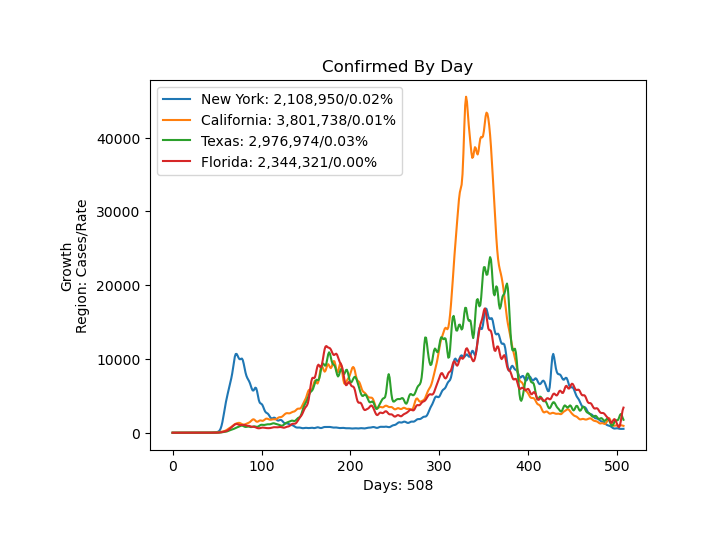 Confirmed By Day
New York: 2,108,950/0.02%
California: 3,801,738/0.01%
Texas: 2,976,974/0.03%
Florida: 2,344,321/0.00%
40000
30000
20000
10000
0
Growth
Region: Cases/Rate
0 100 200 300 400 500
Days: 508